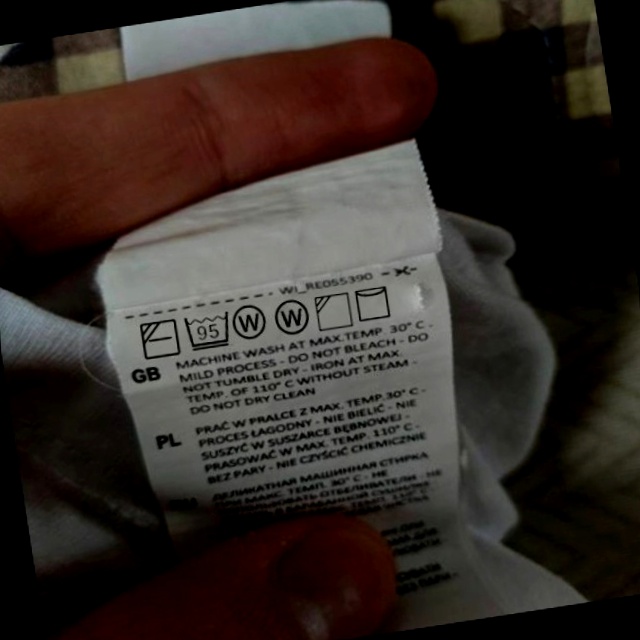 WI_RE055390
95 W W
GB MACHINE WASH AT MAX.TEMP. 30° C -
MILD PROCESS - DO NOT BLEACH - DO
NOT TUMBLE DRY - IRON AT MAX.
TEMP. OF 110° C WITHOUT STEAM -
DO NOT DRY CLEAN
PL PRAĆ W PRALCE Z MAX. TEMP. 30° C -
PROCES ŁAGODNY - NIE BIELIĆ - NIE
SUSZYĆ W SUSZARCE BĘBNOWEJ -
PRASOWAĆ W MAX. TEMP. 110° C -
BEZ PARY - NIE CZYŚCIĆ CHEMICZNIE
ДЕЛИКАТНАЯ МАШИННАЯ СТИРКА
30° C - НЕ